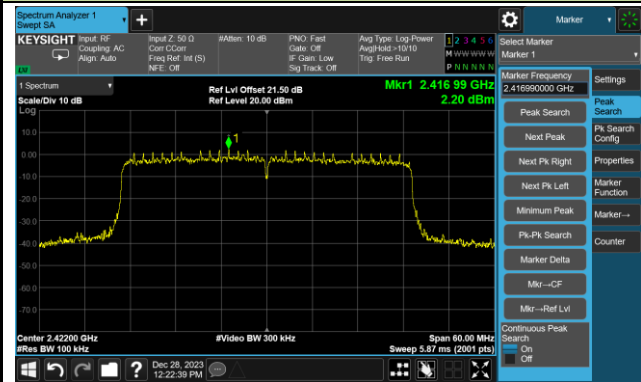 Spectrum Analyzer 1
Swept SA
Marker
KEYSIGHT
Input: RF
Coupling: AC
Align: Auto
Input Z: 50 Ω
Corr CCorr
Freq Ref: Int (S)
NFE: Off
#Atten: 10 dB
PNO: Fast
Gate: Off
IF Gain: Low
Sig Track: Off
Avg Type: Log-Power
Avg|Hold:>10/10
Trig: Free Run
1 2 3 4 5 6
M W W W W W
P N N N N N
Select Marker
Marker 1
1 Spectrum
Scale/Div 10 dB
Log
Ref Lvl Offset 21.50 dB
Ref Level 20.00 dBm
Mkr1 2.416 99 GHz
2.20 dBm
10.0
0.00
-10.0
-20.0
-30.0
-40.0
-50.0
-60.0
-70.0
1
Center 2.42200 GHz
#Res BW 100 kHz
#Video BW 300 kHz
Span 60.00 MHz
Sweep 5.87 ms (2001 pts)
Marker Frequency
2.416990000 GHz
Peak Search
Next Peak
Next Pk Right
Next Pk Left
Minimum Peak
Pk-Pk Search
Marker Delta
Mkr→CF
Mkr→Ref Lvl
Continuous Peak
Search
On
Off
Settings
Peak
Search
Pk Search
Config
Properties
Marker
Function
Marker→
Counter
Dec 28, 2023
12:22:39 PM